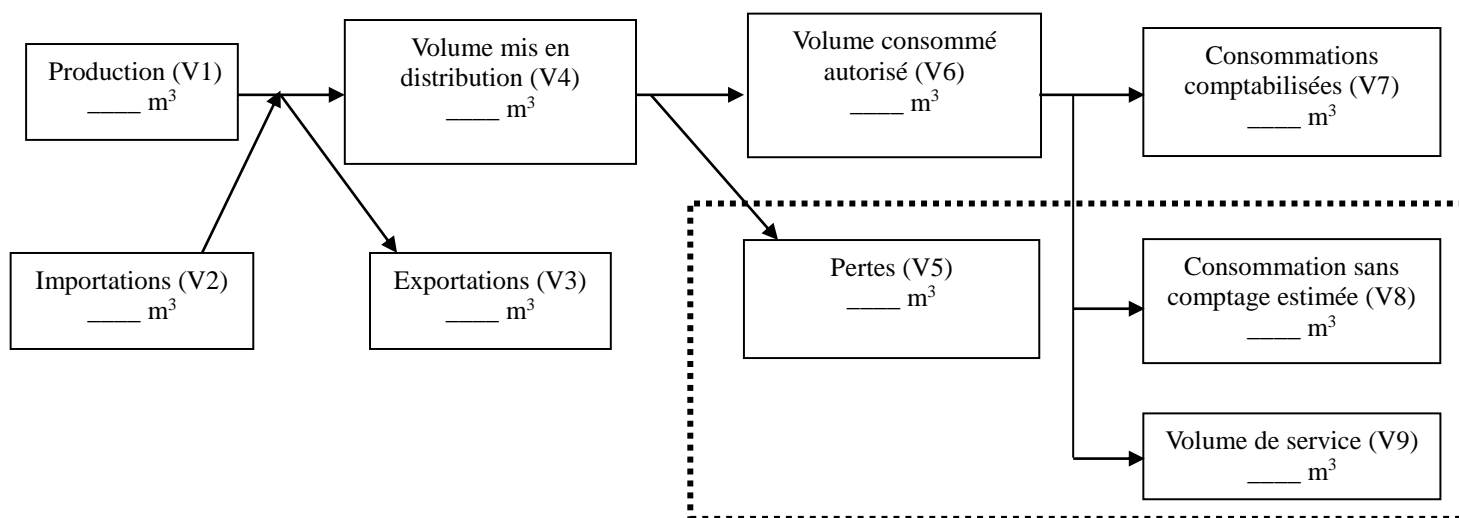 Production (V1)
____ m³
Volume mis en
distribution (V4)
____ m³
Volume consommé
autorisé (V6)
____ m³
Consommations
comptabilisées (V7)
____ m³
Importations (V2)
____ m³
Exportations (V3)
____ m³
Pertes (V5)
____ m³
Consommation sans
comptage estimée (V8)
____ m³
Volume de service (V9)
____ m³